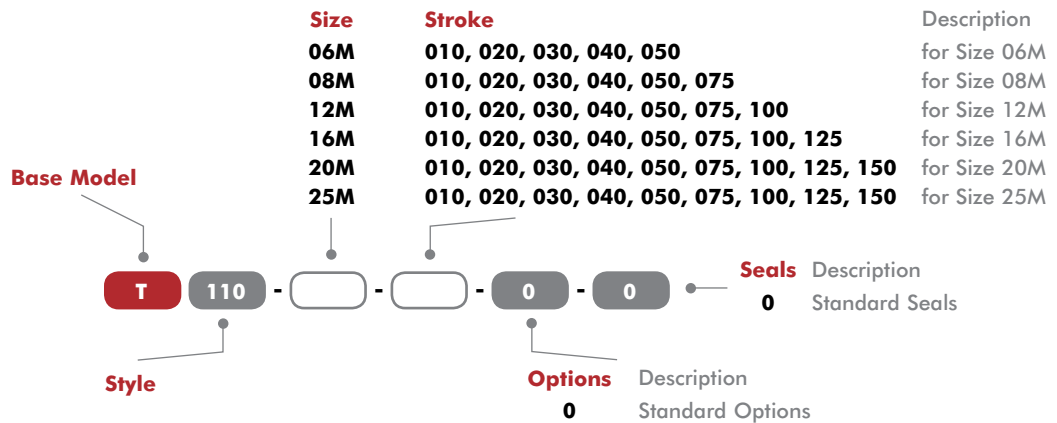 Size Stroke Description
06M 010, 020, 030, 040, 050 for Size 06M
08M 010, 020, 030, 040, 050, 075 for Size 08M
12M 010, 020, 030, 040, 050, 075, 100 for Size 12M
16M 010, 020, 030, 040, 050, 075, 100, 125 for Size 16M
20M 010, 020, 030, 040, 050, 075, 100, 125, 150 for Size 20M
25M 010, 020, 030, 040, 050, 075, 100, 125, 150 for Size 25M
Base Model
T 110 - - - 0 - 0
Seals Description
0 Standard Seals
Style
Options Description
0 Standard Options